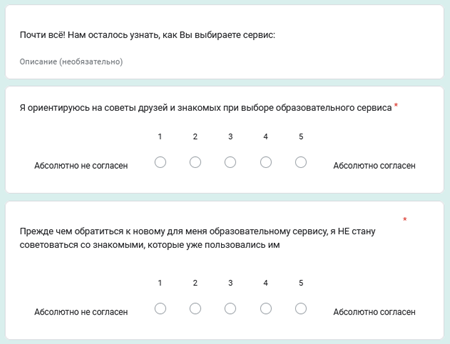 Почти всё! Нам осталось узнать, как Вы выбираете сервис:
Описание (необязательно)
Я ориентируюсь на советы друзей и знакомых при выборе образовательного сервиса *
1 2 3 4 5
Абсолютно не согласен Абсолютно согласен
*
Прежде чем обратиться к новому для меня образовательному сервису, я НЕ стану
советоваться со знакомыми, которые уже пользовались им
1 2 3 4 5
Абсолютно не согласен Абсолютно согласен